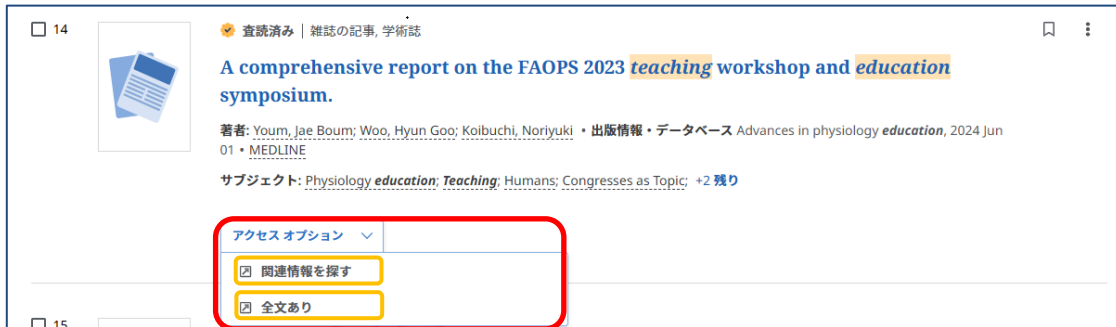 14
査読済み | 雑誌の記事, 学術誌
A comprehensive report on the FAOPS 2023 teaching workshop and education
symposium.
著者: Youm, Jae Boum; Woo, Hyun Goo; Koibuchi, Noriyuki • 出版情報・データベース Advances in physiology education, 2024 Jun
01 • MEDLINE
サブジェクト: Physiology education; Teaching; Humans; Congresses as Topic; +2 残り
アクセス オプション
関連情報を探す
全文あり
15